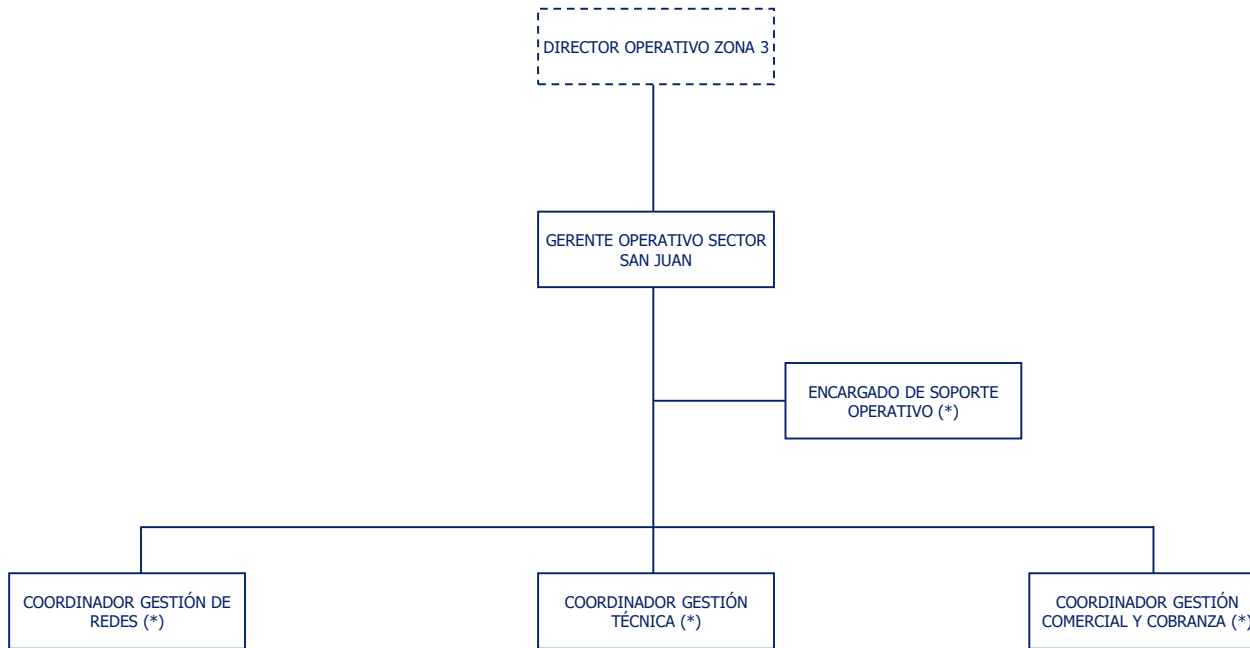 DIRECTOR OPERATIVO ZONA 3
GERENTE OPERATIVO SECTOR
SAN JUAN
ENCARGADO DE SOPORTE
OPERATIVO (*)
COORDINADOR GESTIÓN DE
REDES (*)
COORDINADOR GESTIÓN
TÉCNICA (*)
COORDINADOR GESTIÓN
COMERCIAL Y COBRANZA (*)